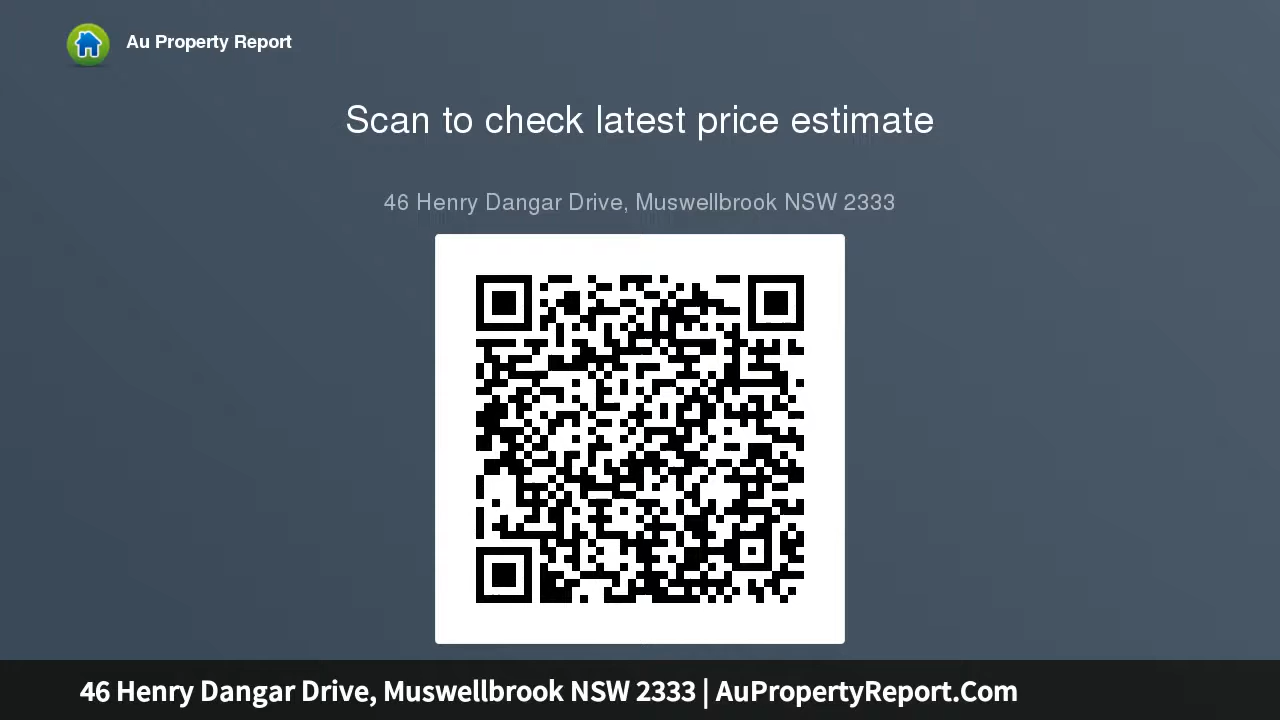 Au Property Report
Scan to check latest price estimate
46 Henry Dangar Drive, Muswellbrook NSW 2333
46 Henry Dangar Drive, Muswellbrook NSW 2333 | AuPropertyReport.Com